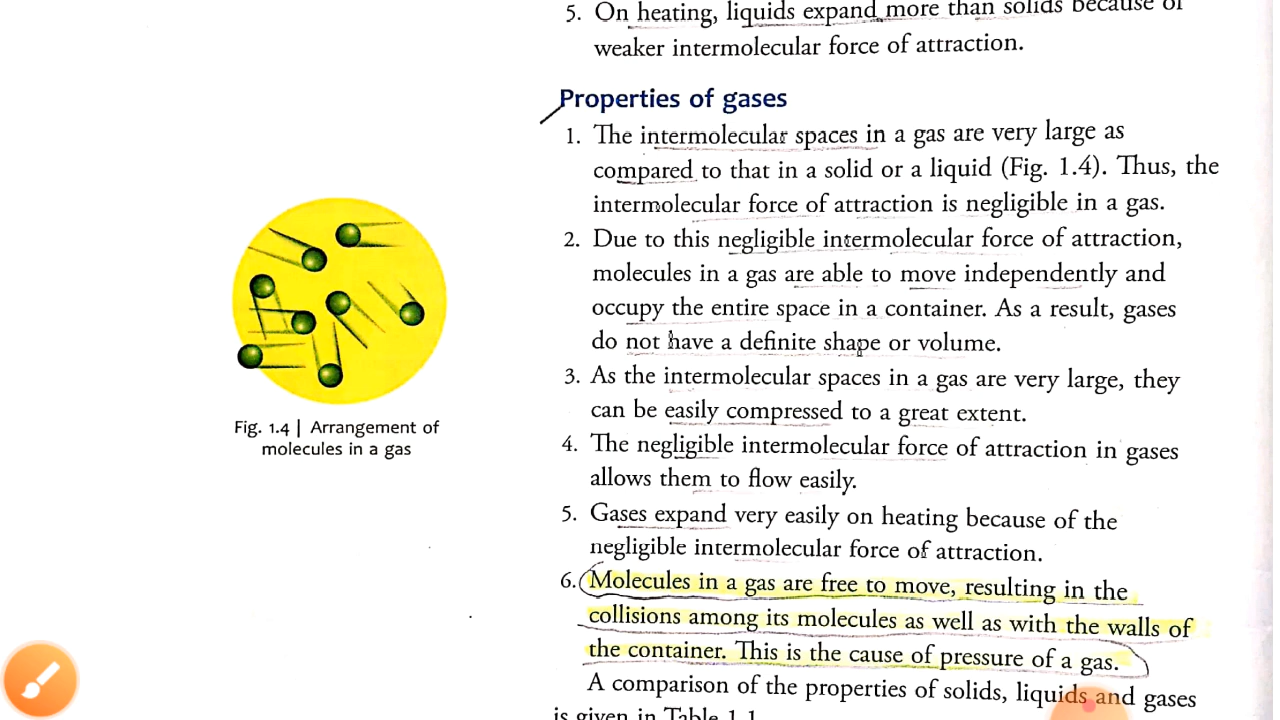 5. On heating, liquids expand more than solids because of
weaker intermolecular force of attraction.
Properties of gases
1. The intermolecular spaces in a gas are very large as
compared to that in a solid or a liquid (Fig. 1.4). Thus, the
intermolecular force of attraction is negligible in a gas.
2. Due to this negligible intermolecular force of attraction,
molecules in a gas are able to move independently and
occupy the entire space in a container. As a result, gases
do not have a definite shape or volume.
3. As the intermolecular spaces in a gas are very large, they
can be easily compressed to a great extent.
4. The negligible intermolecular force of attraction in gases
allows them to flow easily.
5. Gases expand very easily on heating because of the
negligible intermolecular force of attraction.
6. Molecules in a gas are free to move, resulting in the
collisions among its molecules as well as with the walls of
the container. This is the cause of pressure of a gas.
A comparison of the properties of solids, liquids and gases
is given in Table 1.1
Fig. 1.4 | Arrangement of
molecules in a gas